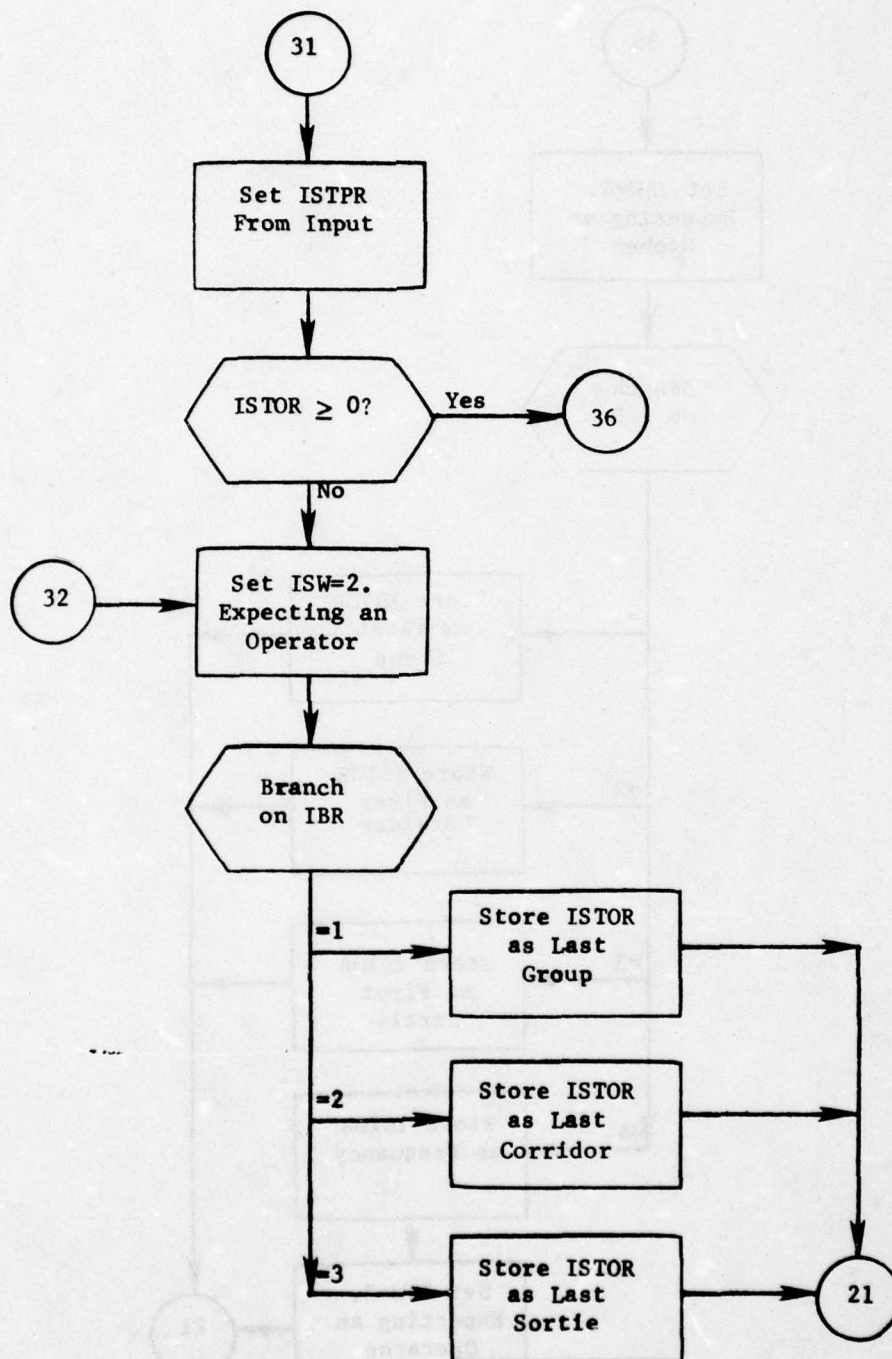 31
Set ISTPR
From Input
ISTOR ≥ 0?
Yes
36
No
32
Set ISW=2.
Expecting an
Operator
Branch
on IBR
=1
Store ISTOR
as Last
Group
=2
Store ISTOR
as Last
Corridor
=3
Store ISTOR
as Last
Sortie
21